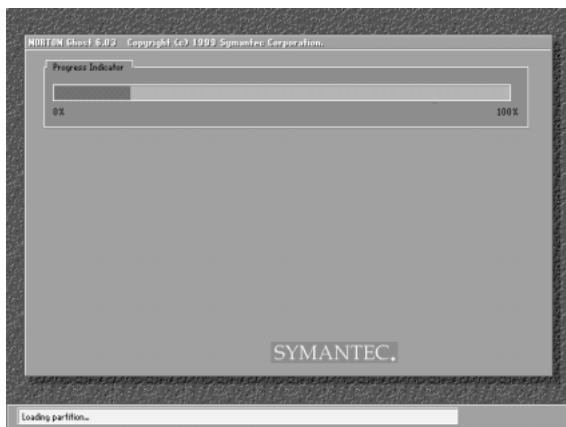 NORTON Ghost 6.03 Copyright (c) 1999 Symantec Corporation.
Progress Indicator
0% 100%
SYMANTEC.
Loading partition...